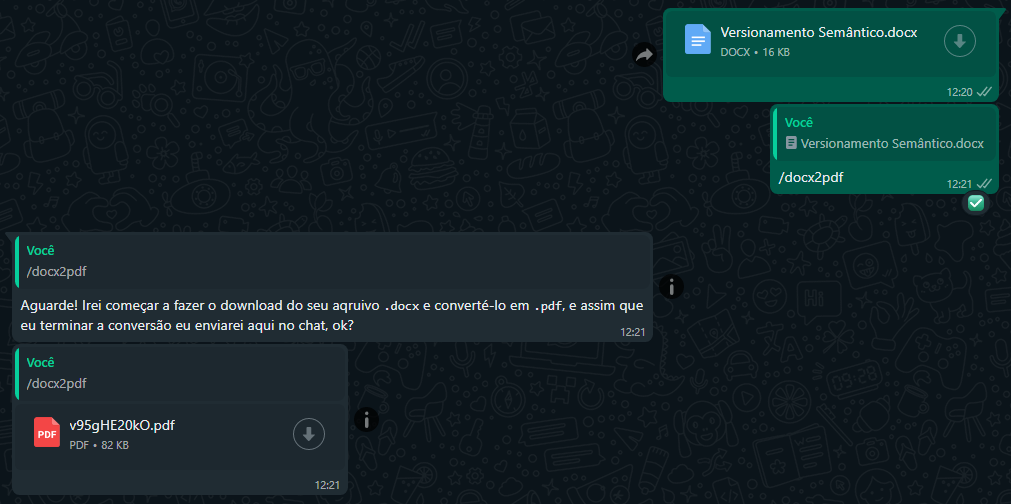 Versionamento Semântico.docx
DOCX • 16 KB
12:20
Você
Versionamento Semântico.docx
/docx2pdf
12:21
Você
/docx2pdf
Aguarde! Irei começar a fazer o download do seu aqruivo .docx e converté-lo em .pdf, e assim que
eu terminar a conversão eu enviarei aqui no chat, ok?
12:21
Você
/docx2pdf
PDF
v95gHE20kO.pdf
PDF • 82 KB
12:21